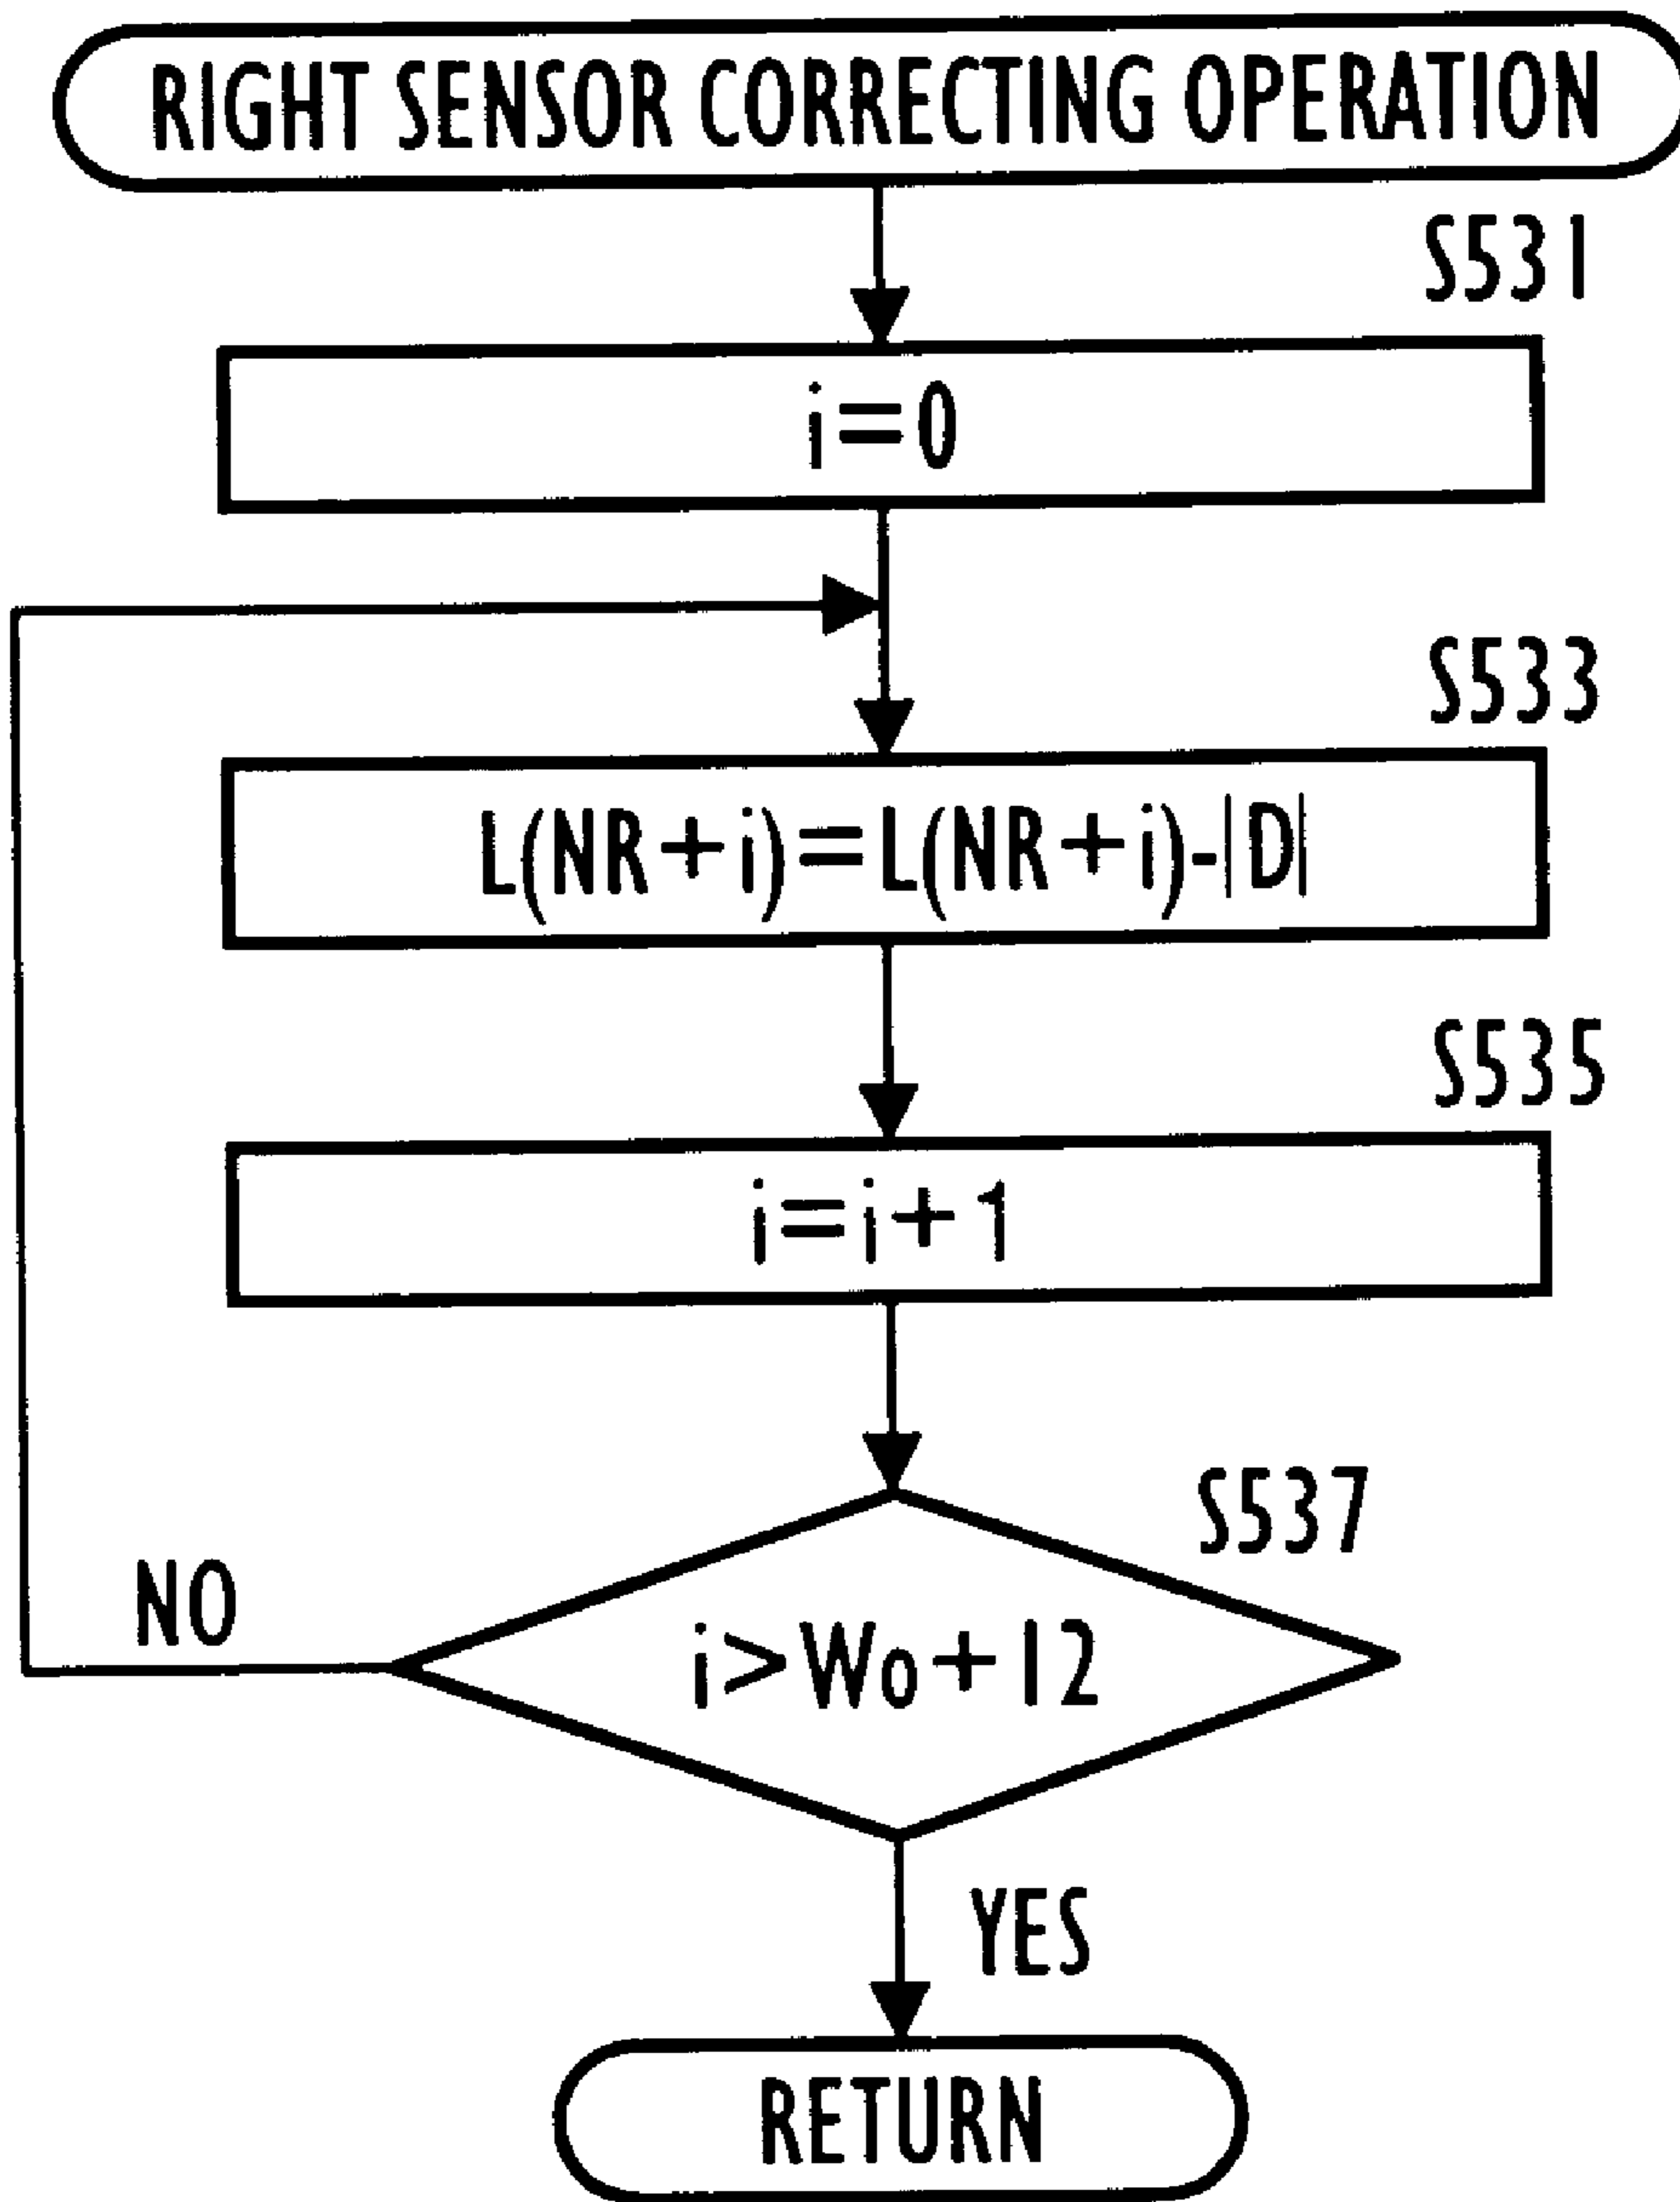 RIGHT SENSOR CORRECTING OPERATION
S531
i=0
S533
L(NR+i)=L(NR+i)-|D|
S535
i=i+1
S537
NO
i>Wo+12
YES
RETURN